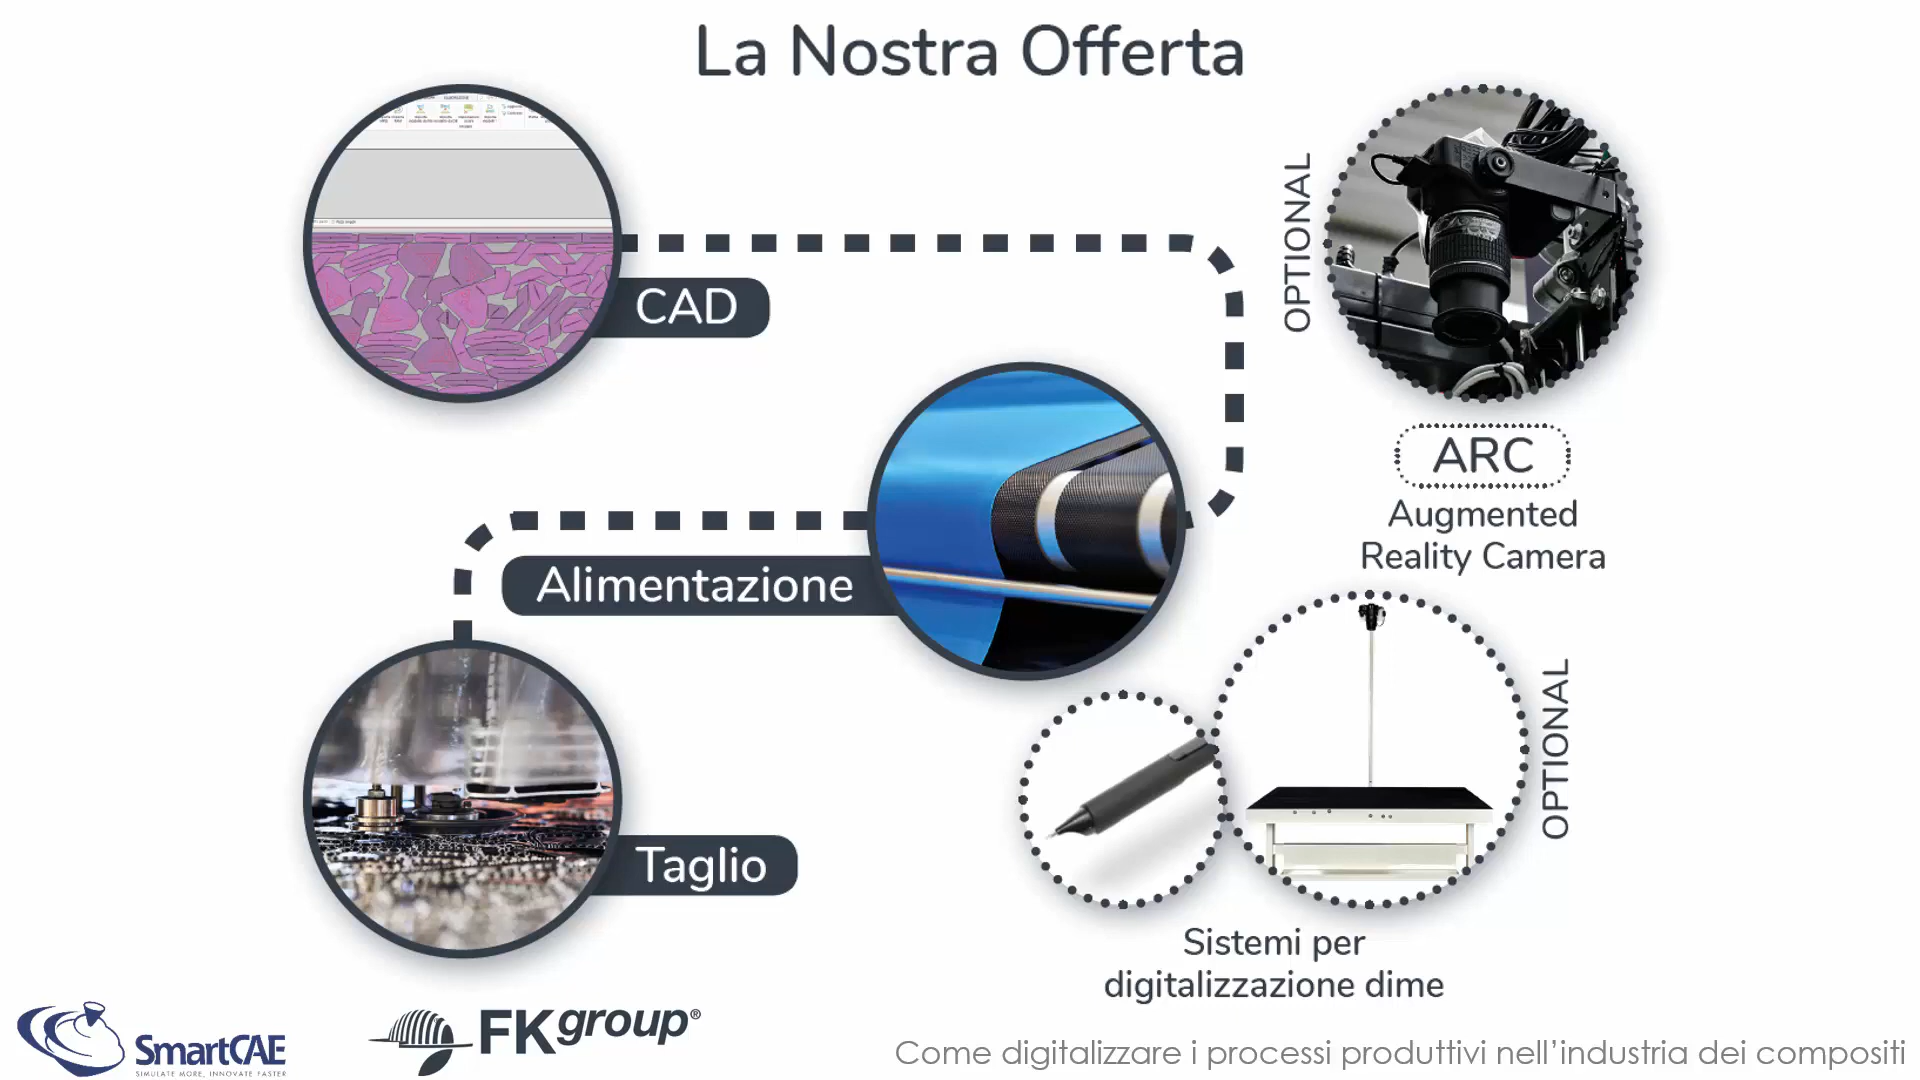 La Nostra Offerta
CAD
OPTIONAL
ARC
Augmented
Reality Camera
Alimentazione
Taglio
OPTIONAL
Sistemi per
digitalizzazione dime
SmartCAE
SIMULATE MORE, INNOVATE FASTER
FKgroup®
Come digitalizzare i processi produttivi nell'industria dei compositi